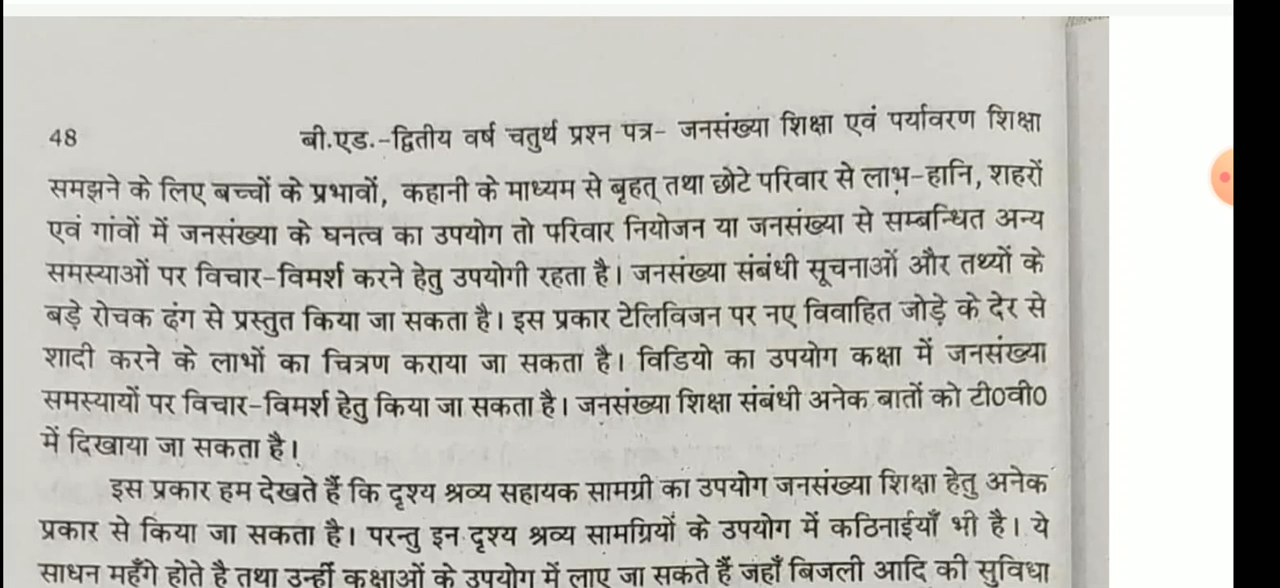 48 बी.एड.-द्वितीय वर्ष चतुर्थ प्रश्न पत्र- जनसंख्या शिक्षा एवं पर्यावरण शिक्षा
समझने के लिए बच्चों के प्रभावों, कहानी के माध्यम से बृहत् तथा छोटे परिवार से लाभ-हानि, शहरों
एवं गांवों में जनसंख्या के घनत्व का उपयोग तो परिवार नियोजन या जनसंख्या से सम्बन्धित अन्य
समस्याओं पर विचार-विमर्श करने हेतु उपयोगी रहता है। जनसंख्या संबंधी सूचनाओं और तथ्यों के
बड़े रोचक ढंग से प्रस्तुत किया जा सकता है। इस प्रकार टेलिविजन पर नए विवाहित जोड़े के देर से
शादी करने के लाभों का चित्रण कराया जा सकता है। विडियो का उपयोग कक्षा में जनसंख्या
समस्यायों पर विचार-विमर्श हेतु किया जा सकता है। जनसंख्या शिक्षा संबंधी अनेक बातों को टी०वी०
में दिखाया जा सकता है।
इस प्रकार हम देखते हैं कि दृश्य श्रव्य सहायक सामग्री का उपयोग जनसंख्या शिक्षा हेतु अनेक
प्रकार से किया जा सकता है। परन्तु इन दृश्य श्रव्य सामग्रियों के उपयोग में कठिनाईयाँ भी है। ये
साधन महँगे होते है तथा उन्हीं कक्षाओं के उपयोग में लाए जा सकते हैं जहाँ बिजली आदि की सुविधा